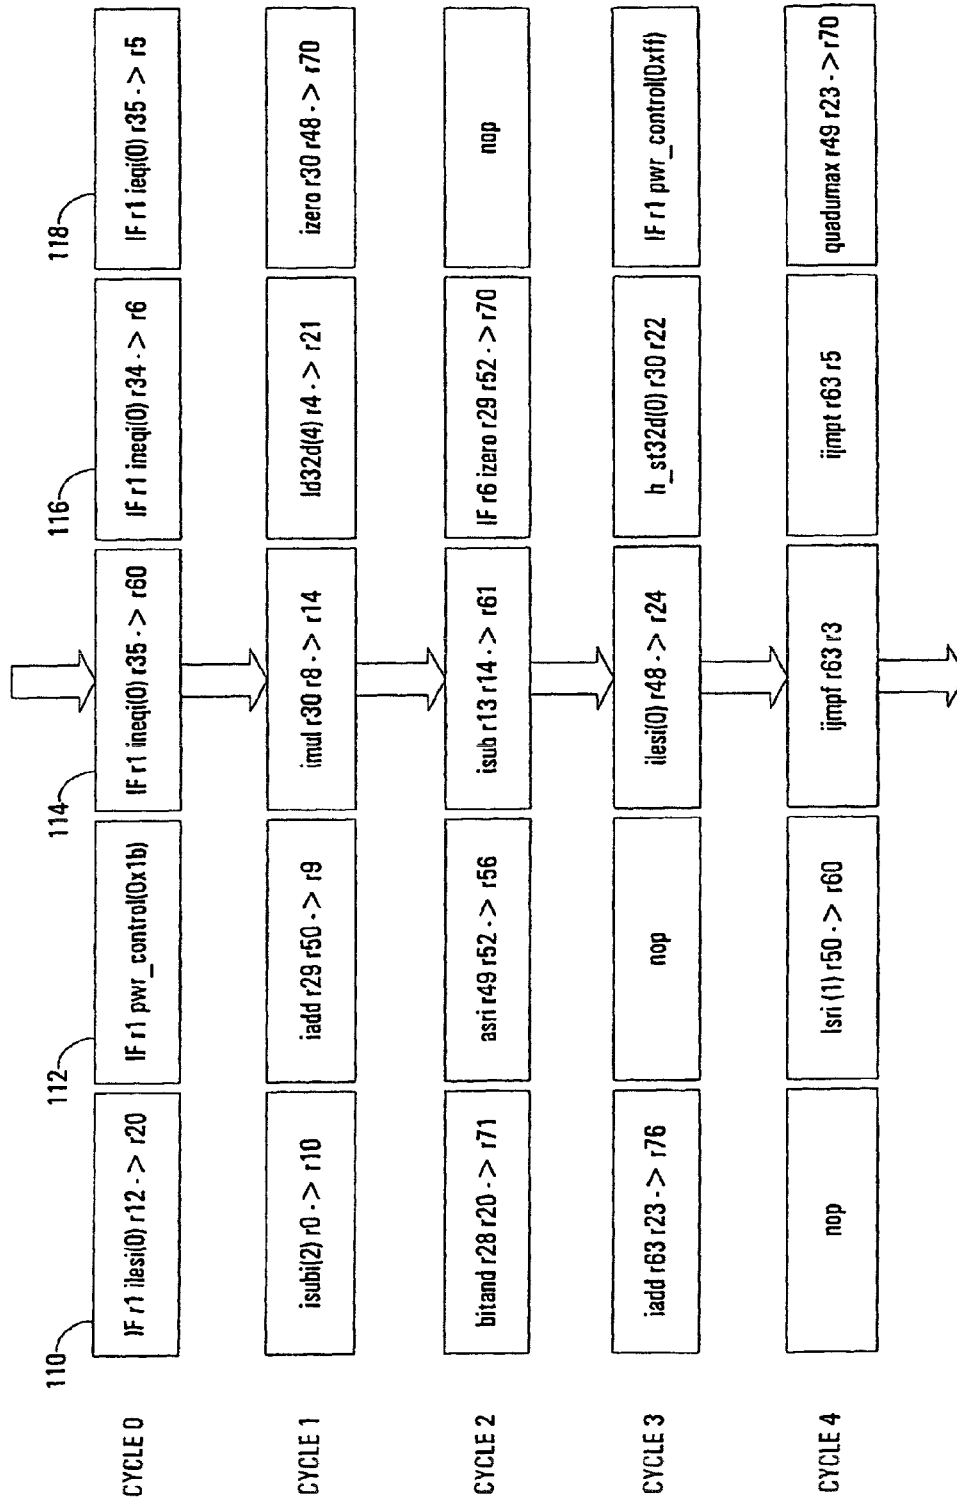 110
112
114
116
118
CYCLE 0
IF r1 ilesi(0) r12 -> r20
IF r1 pwr_control(0x1b)
IF r1 ineqi(0) r35 -> r60
IF r1 ineqi(0) r34 -> r6
IF r1 ieqi(0) r35 -> r5
CYCLE 1
isubi(2) r0 -> r10
iadd r29 r50 -> r9
imul r30 r8 -> r14
ld32d(4) r4 -> r21
izero r30 r48 -> r70
CYCLE 2
bitand r28 r20 -> r71
asri r49 r52 -> r56
isub r13 r14 -> r61
IF r6 izero r29 r52 -> r70
nop
CYCLE 3
iadd r63 r23 -> r76
nop
ilesi(0) r48 -> r24
h_st32d(0) r30 r22
IF r1 pwr_control(0xff)
CYCLE 4
nop
lsri (1) r50 -> r60
ijmpf r63 r3
ijmpt r63 r5
quadumax r49 r23 -> r70